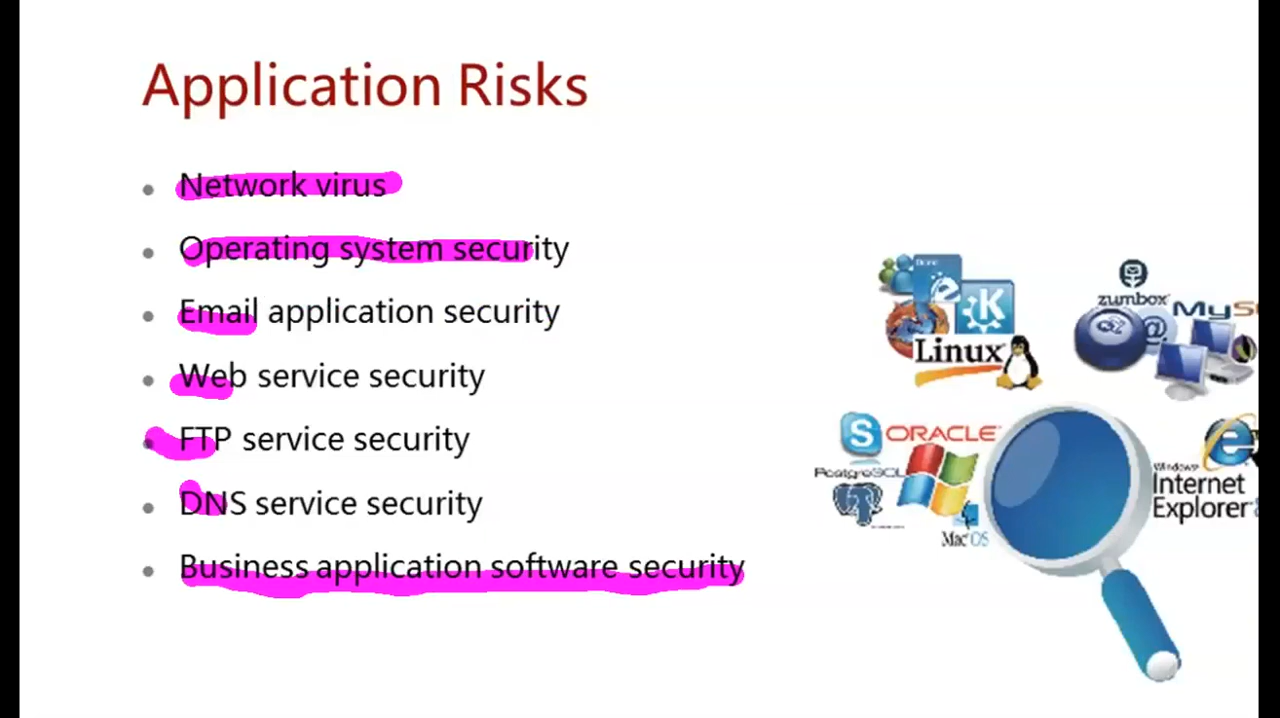 Application Risks
Network virus
Operating system security
Email application security
Web service security
FTP service security
DNS service security
Business application software security
Linux
zumbox
ORACLE
PostgreSQL
Mac OS
Windows
Internet
Explorer